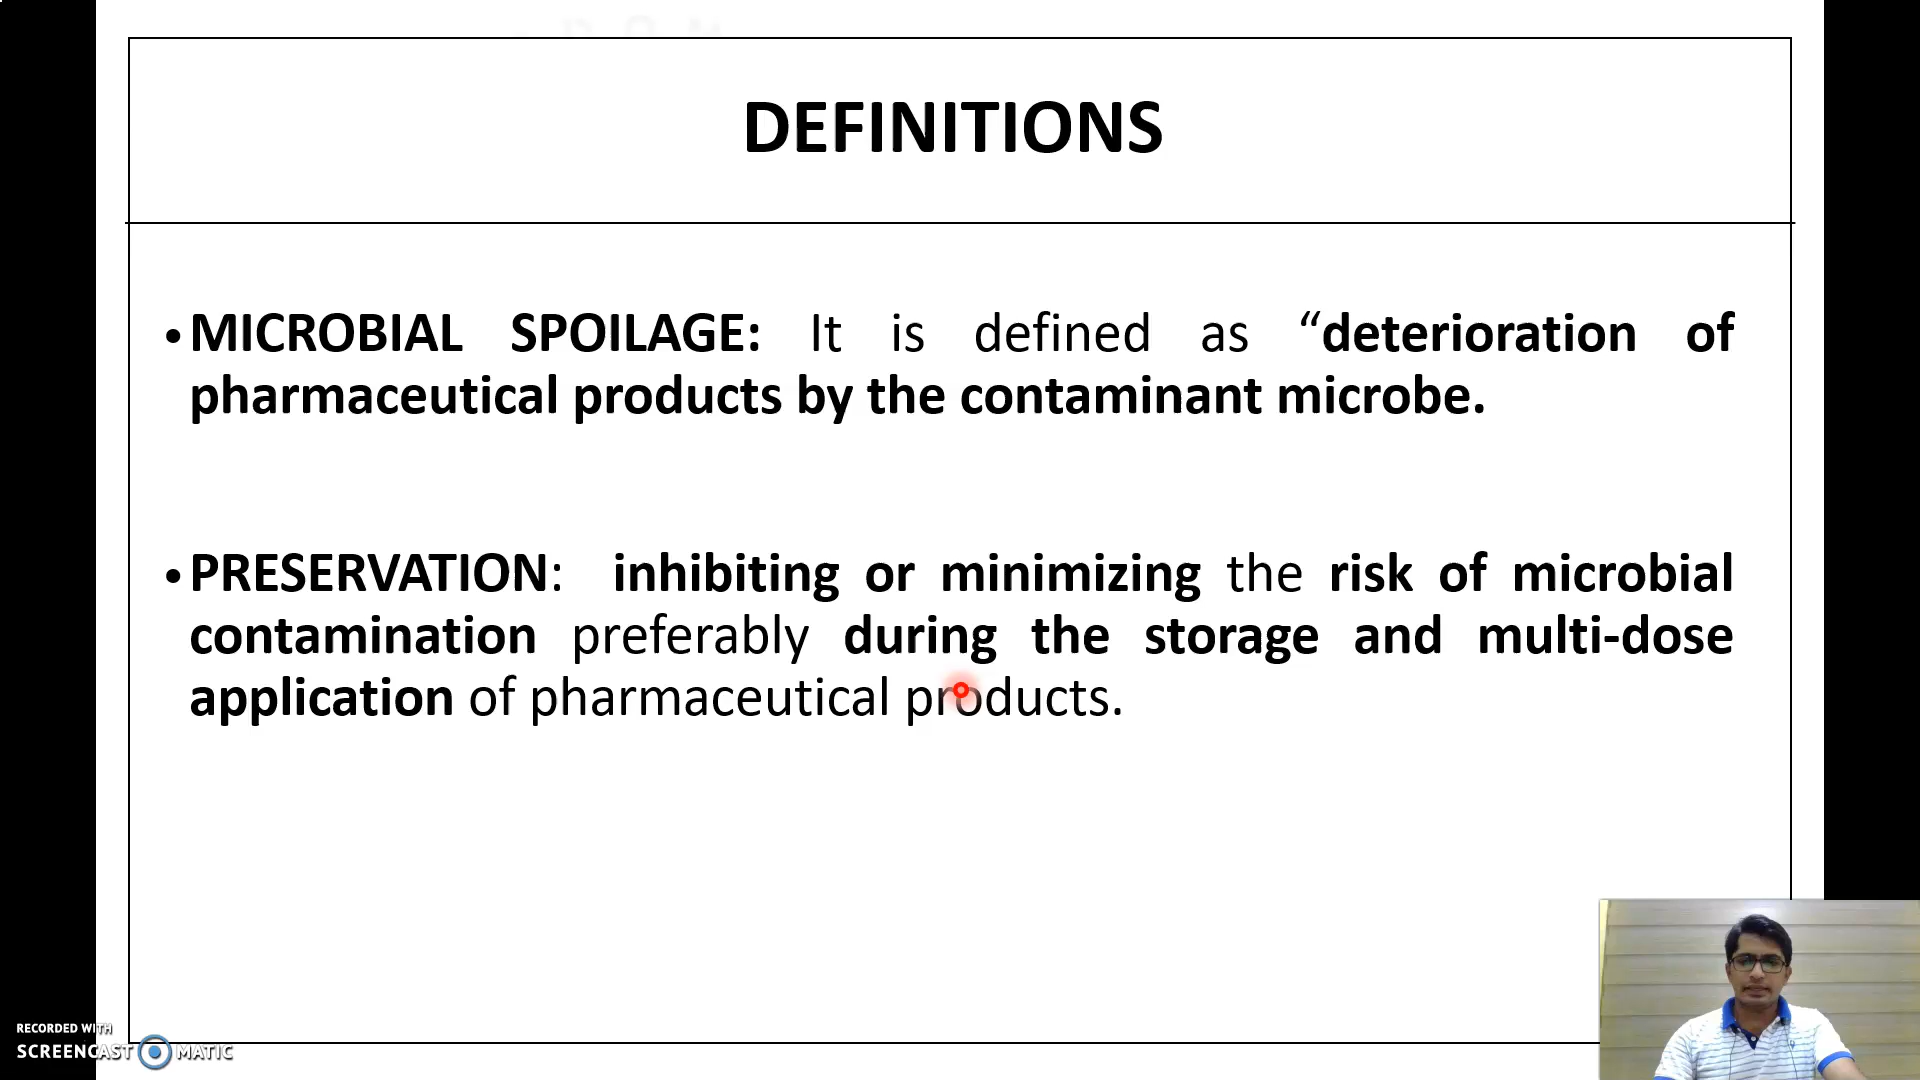 DEFINITIONS
•MICROBIAL SPOILAGE: It is defined as “deterioration of
pharmaceutical products by the contaminant microbe.
•PRESERVATION: inhibiting or minimizing the risk of microbial
contamination preferably during the storage and multi-dose
application of pharmaceutical products.
RECORDED WITH
SCREENCAST MATIC